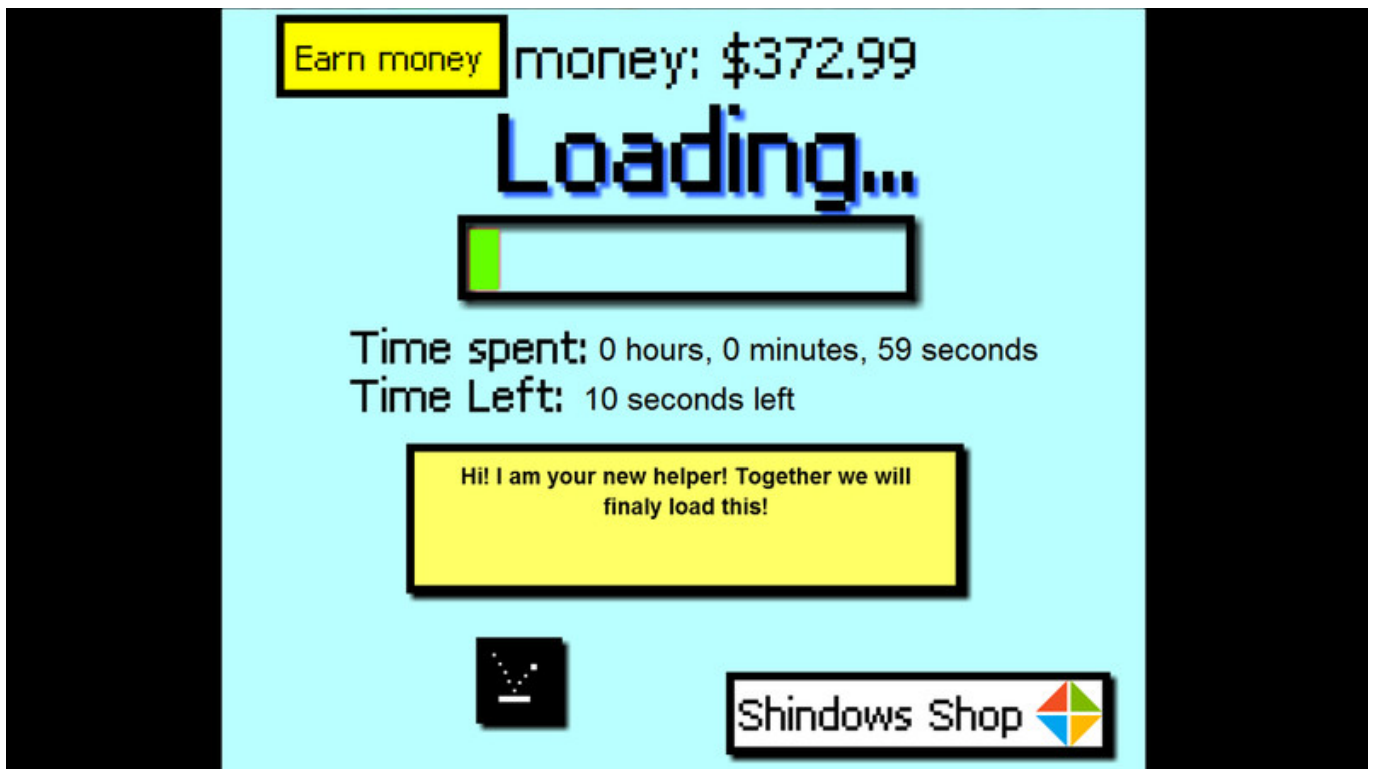 Earn money money: $372.99
Loading...
Time spent: 0 hours, 0 minutes, 59 seconds
Time Left: 10 seconds left
Hi! I am your new helper! Together we will
finaly load this!
Shindows Shop